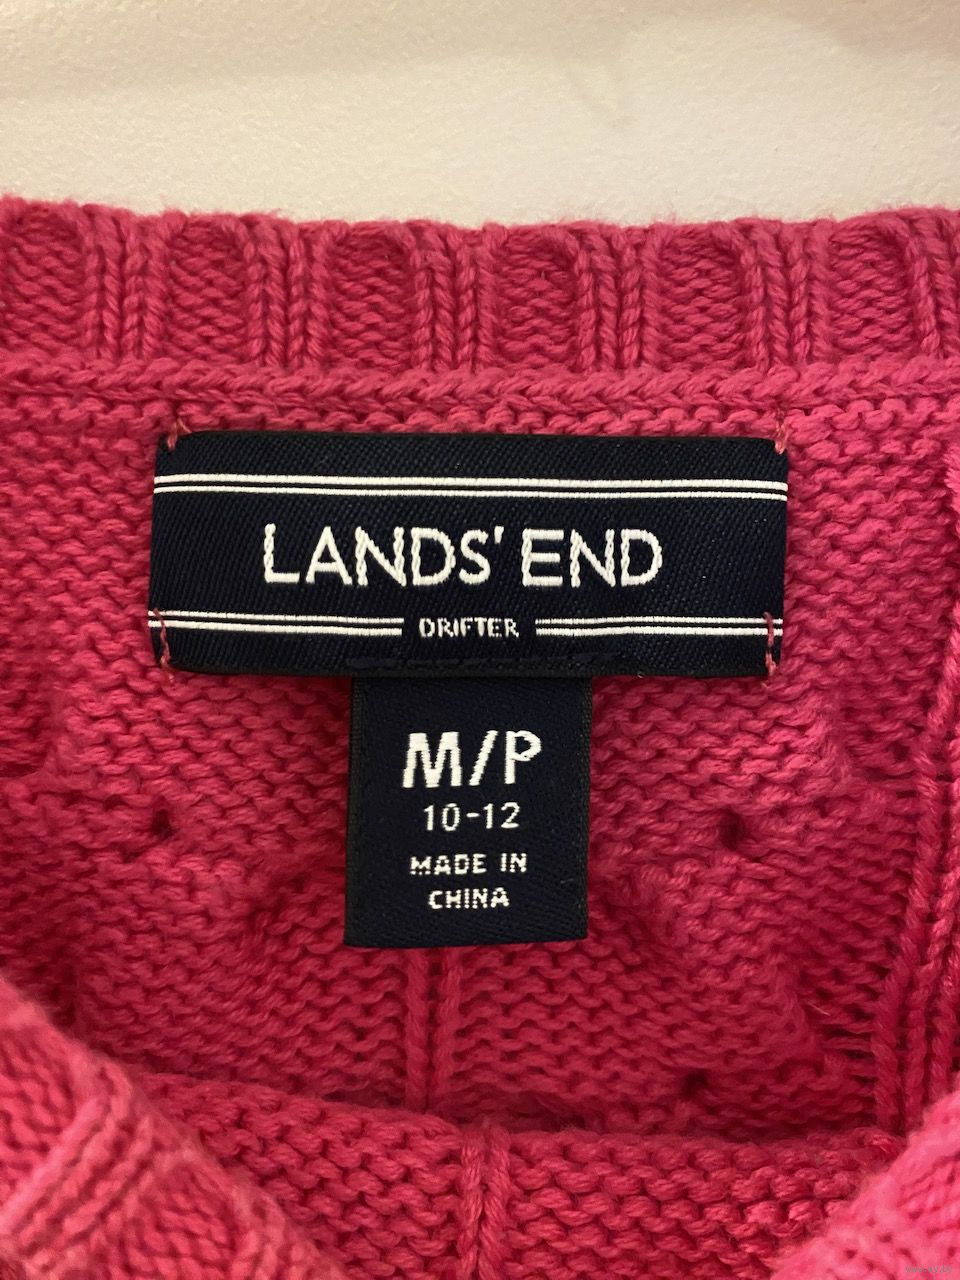 LANDS' END
DRIFTER
M/P
10-12
MADE IN
CHINA